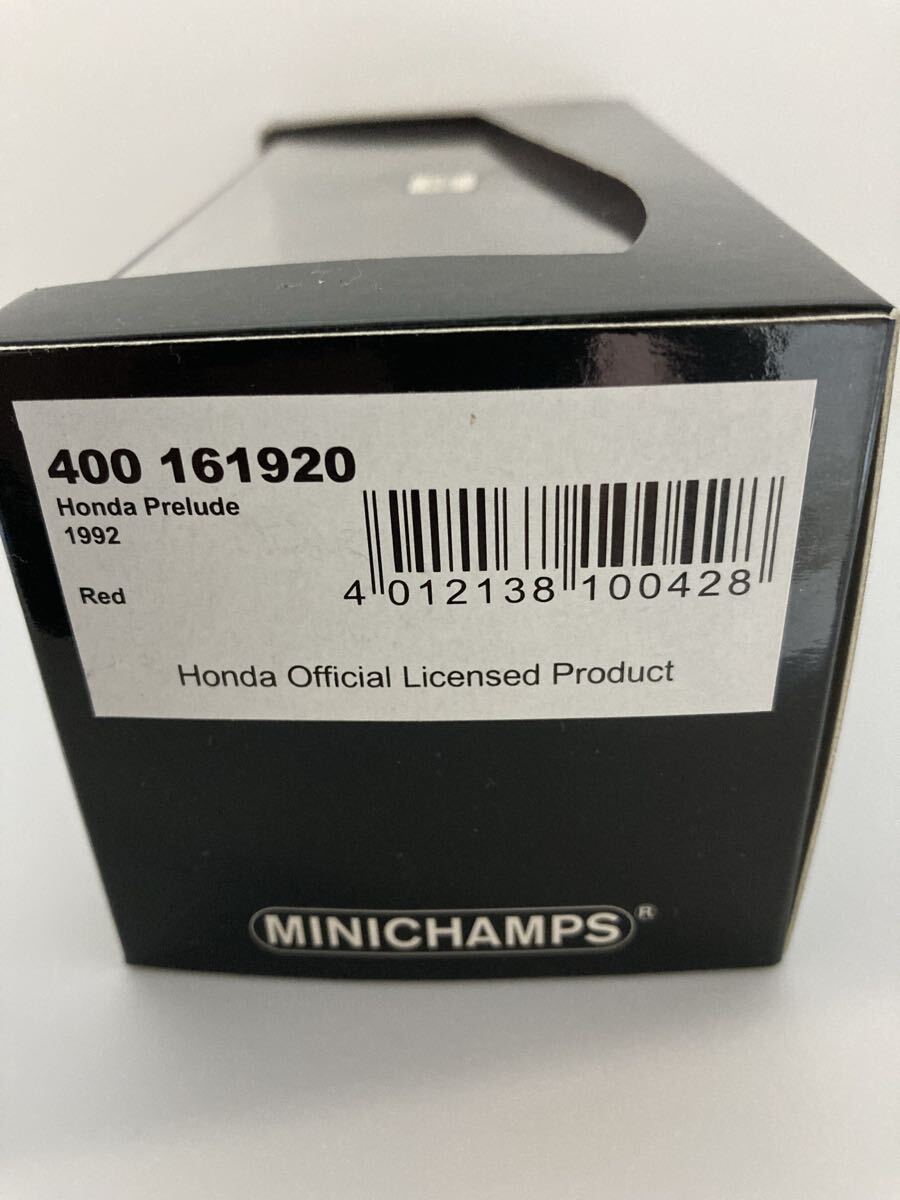 400 161920
Honda Prelude
1992
Red
4 012138 100428
Honda Official Licensed Product
MINICHAMPS®